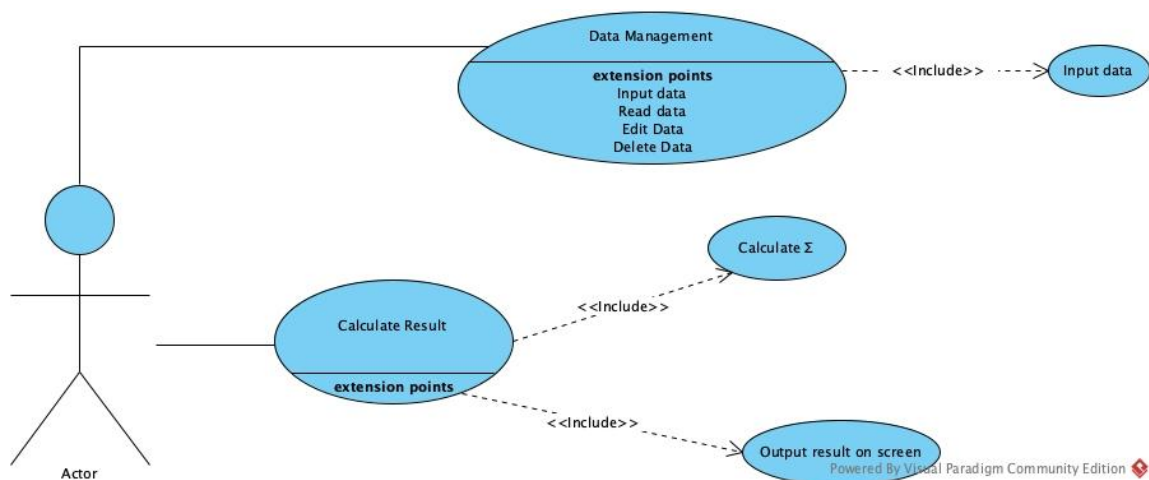 Data Management
extension points
Input data
Read data
Edit Data
Delete Data
<<Include>>
Input data
Calculate Σ
<<Include>>
Calculate Result
extension points
<<Include>>
Output result on screen
Actor
Powered By Visual Paradigm Community Edition